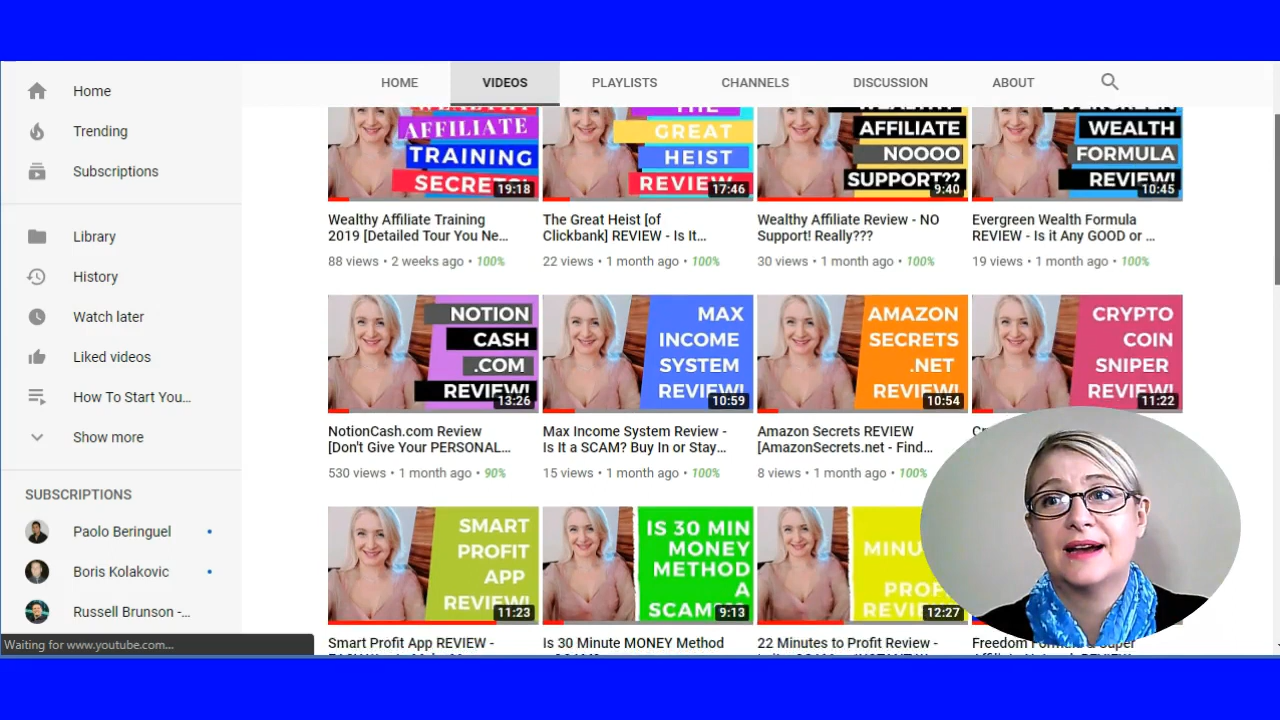 HOME
VIDEOS
PLAYLISTS
CHANNELS
DISCUSSION
ABOUT
Home
Trending
Subscriptions
Library
History
Watch later
Liked videos
How To Start You...
Show more
SUBSCRIPTIONS
Paolo Beringuel
Boris Kolakovic
Russell Brunson -...
Waiting for www.youtube.com...
AFFILIATE
TRAINING
SECRETS
19:18
Wealthy Affiliate Training
2019 [Detailed Tour You Ne...
88 views • 2 weeks ago • 100%
THE
GREAT
HEIST
REVIEW
17:46
The Great Heist [of
Clickbank] REVIEW - Is It...
22 views • 1 month ago • 100%
AFFILIATE
NOOOO
SUPPORT??
9:40
Wealthy Affiliate Review - NO
Support! Really???
30 views • 1 month ago • 100%
EVERGREEN
WEALTH
FORMULA
REVIEW!
10:45
Evergreen Wealth Formula
REVIEW - Is it Any GOOD or ...
19 views • 1 month ago • 100%
NOTION
CASH
.COM
REVIEW!
13:26
NotionCash.com Review
[Don't Give Your PERSONAL...
530 views • 1 month ago • 90%
MAX
INCOME
SYSTEM
REVIEW!
10:59
Max Income System Review -
Is It a SCAM? Buy In or Stay...
15 views • 1 month ago • 100%
AMAZON
SECRETS
.NET
REVIEW!
10:54
Amazon Secrets REVIEW
[AmazonSecrets.net - Find...
8 views • 1 month ago • 100%
CRYPTO
COIN
SNIPER
REVIEW!
11:22
SMART
PROFIT
APP
REVIEW!
11:23
Smart Profit App REVIEW -
IS 30 MIN
MONEY
METHOD
A
SCAM
9:13
Is 30 Minute MONEY Method
REVIEW
12:27
22 Minutes to Profit Review -